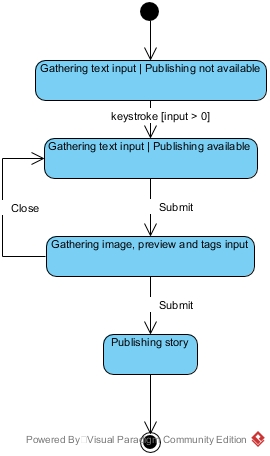 Gathering text input | Publishing not available
keystroke [input > 0]
Gathering text input | Publishing available
Close
Submit
Gathering image, preview and tags input
Submit
Publishing story
Powered By Visual Paradigm Community Edition